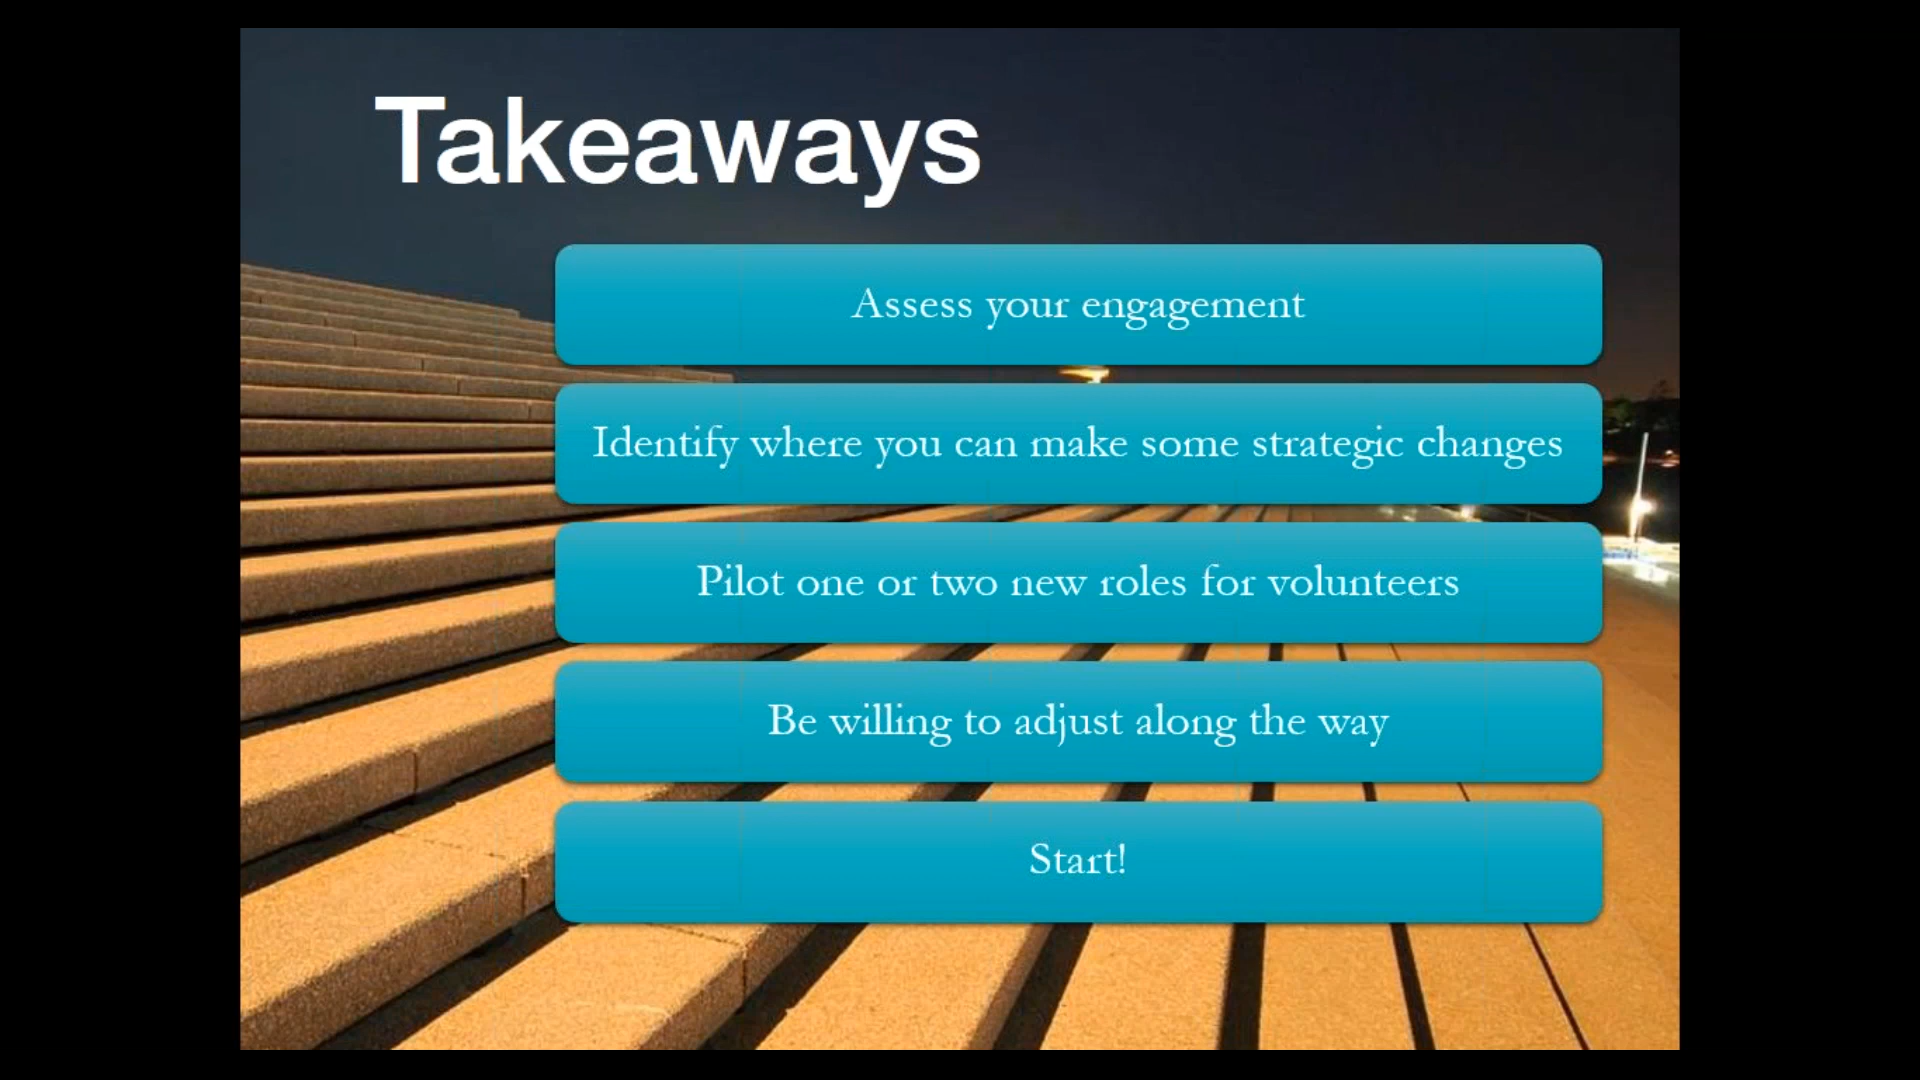 Takeaways
Assess your engagement
Identify where you can make some strategic changes
Pilot one or two new roles for volunteers
Be willing to adjust along the way
Start!